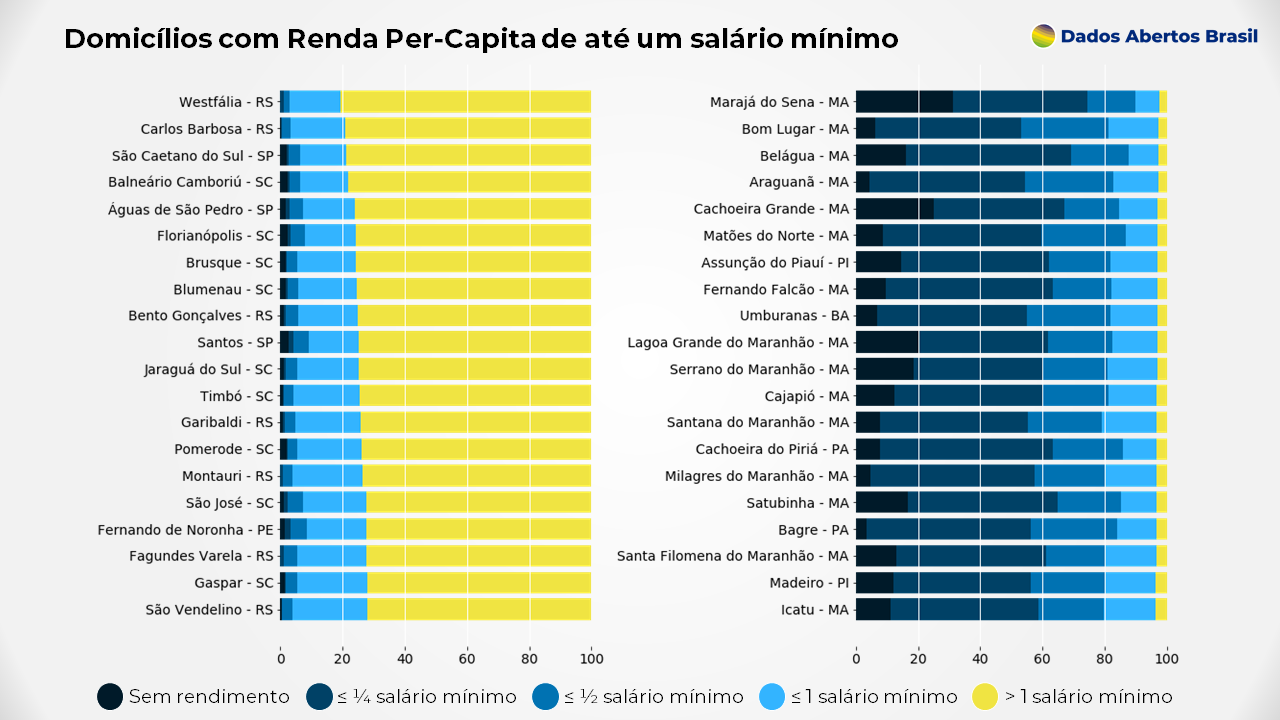 Domicílios com Renda Per-Capita de até um salário mínimo
Dados Abertos Brasil
Westfália - RS
Carlos Barbosa - RS
São Caetano do Sul - SP
Balneário Camboriú - SC
Águas de São Pedro - SP
Florianópolis - SC
Brusque - SC
Blumenau - SC
Bento Gonçalves - RS
Santos - SP
Jaraguá do Sul - SC
Timbó - SC
Garibaldi - RS
Pomerode - SC
Montauri - RS
São José - SC
Fernando de Noronha - PE
Fagundes Varela - RS
Gaspar - SC
São Vendelino - RS
0 20 40 60 80 100
Marajá do Sena - MA
Bom Lugar - MA
Belágua - MA
Araguanã - MA
Cachoeira Grande - MA
Matões do Norte - MA
Assunção do Piauí - PI
Fernando Falcão - MA
Umburanas - BA
Lagoa Grande do Maranhão - MA
Serrano do Maranhão - MA
Cajapió - MA
Santana do Maranhão - MA
Cachoeira do Piriá - PA
Milagres do Maranhão - MA
Satubinha - MA
Bagre - PA
Santa Filomena do Maranhão - MA
Madeiro - PI
Icatu - MA
0 20 40 60 80 100
Sem rendimento ≤ ¼ salário mínimo ≤ ½ salário mínimo ≤ 1 salário mínimo > 1 salário mínimo